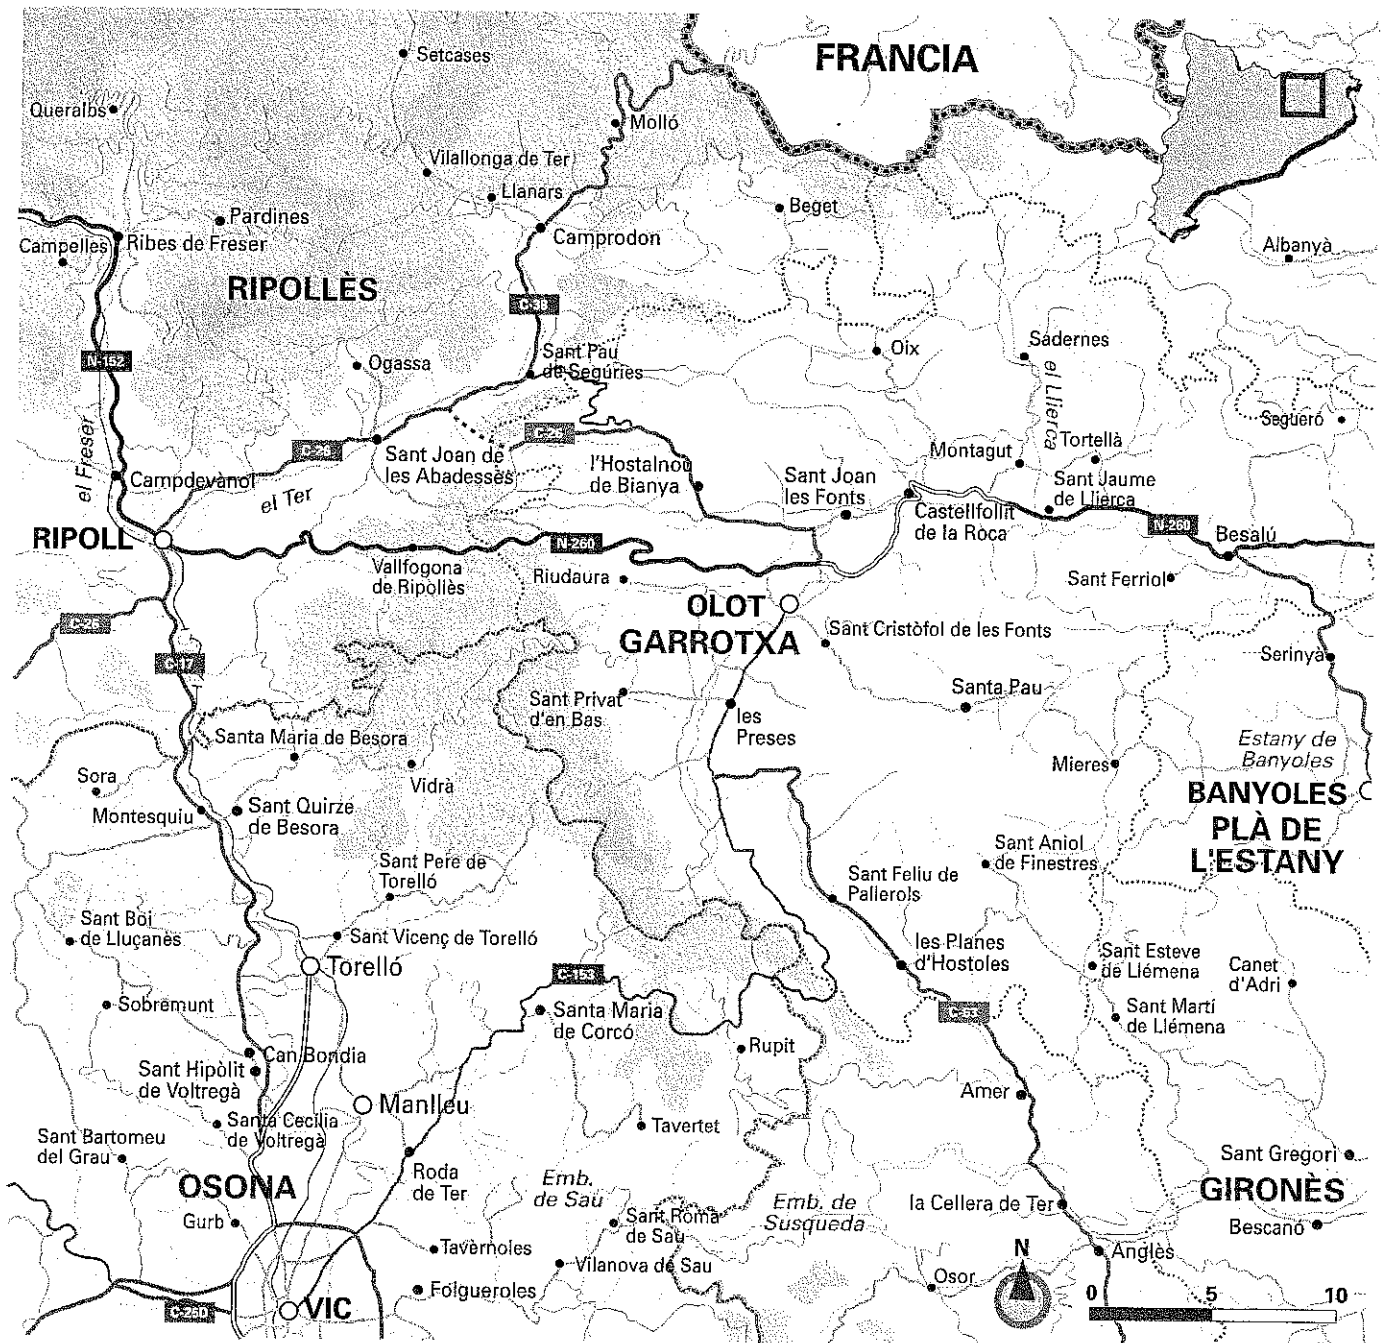 FRANCIA
Setcases
Queralbs
Molló
Vilallonga de Ter
Llanars
Beget
Pardines
Campelles
Ribes de Freser
Camprodon
Albanyà
RIPOLLÈS
C-38
N-152
Ogassa
Sant Pau
de Segúries
Oix
Sadernes
el Llierca
Segueró
el Freser
C-26
Sant Joan de
les Abadesses
Campdevànol
el Ter
l'Hostalnou
de Bianya
Sant Joan
les Fonts
Montagut
Tortellà
Sant Jaume
de Llierca
Castellfollit
de la Roca
N-260
Besalú
RIPOLL
N-260
Vallfogona
de Ripollès
Riudaura
Sant Ferriol
OLOT
GARROTXA
Sant Cristòfol de les Fonts
C-26
C-17
Serinyà
Sant Privat
d'en Bas
les
Preses
Santa Pau
Santa Maria de Besora
Vidrà
Sora
Montesquiu
Sant Quirze
de Besora
Mieres
Estany de
Banyoles
BANYOLES
PLÀ DE
L'ESTANY
Sant Pere de
Torelló
Sant Aniol
de Finestres
Sant Feliu de
Pallerols
Sant Boi
de Lluçanès
Sant Vicenç de Torelló
Torelló
les Planes
d'Hostoles
Sant Esteve
de Llémena
Canet
d'Adri
C-153
Sobremunt
Santa Maria
de Corcó
C-63
Sant Martí
de Llémena
Can Bondia
Sant Hipòlit
de Voltregà
Rupit
Amer
Manlleu
Santa Cecília
de Voltregà
Tavertet
Sant Bartomeu
del Grau
Roda
de Ter
Sant Gregori
OSONA
Emb.
de Sau
Emb. de
Susqueda
la Cellera de Ter
GIRONÈS
Gurb
Sant Romà
de Sau
Bescanó
Tavèrnoles
Vilanova de Sau
Anglès
N
Folgueroles
Osor
0 5 10
C-250
VIC